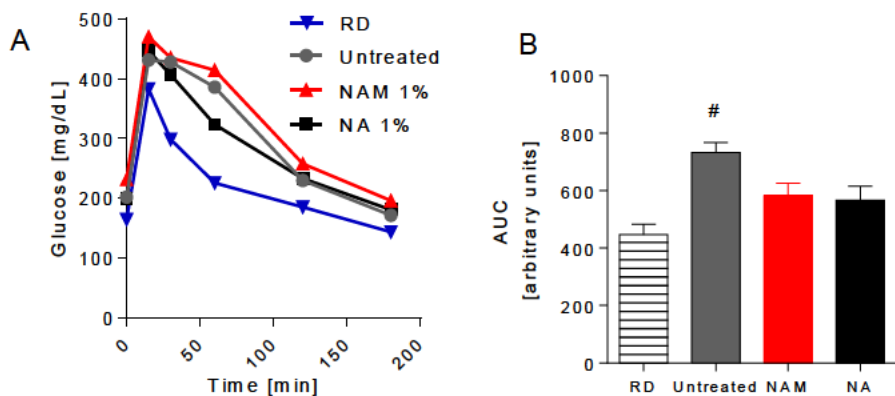 A
Glucose [mg/dL]
500
400
300
200
100
0
0
50
100
150
200
Time [min]
RD
Untreated
NAM 1%
NA 1%
B
AUC
[arbitrary units]
1000
800
600
400
200
0
#
RD
Untreated
NAM
NA